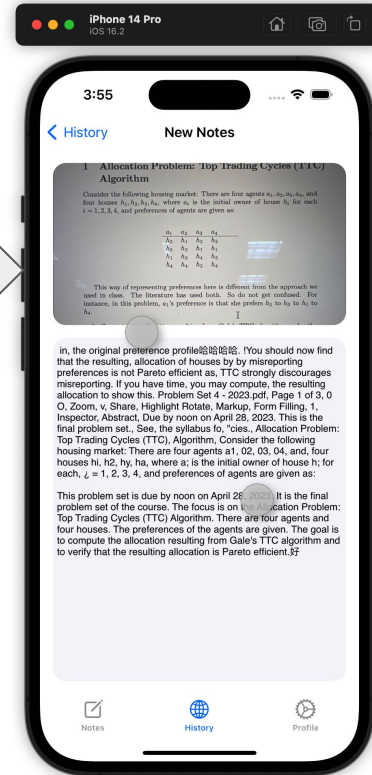 iPhone 14 Pro
iOS 16.2
3:55
History
New Notes
1 Allocation Problem: Top Trading Cycles (TTC)
Algorithm
Consider the following housing market: There are four agents a₁, a₂, a₃, a₄, and
four houses h₁, h₂, h₃, h₄, where aᵢ is the initial owner of house hᵢ for each
i = 1, 2, 3, 4, and preferences of agents are given as:
a₁ a₂ a₃ a₄
This way of representing preferences here is different from the approach we
used in class. The literature has used both. So do not get confused. For
instance, in this problem, a₁'s preference is that she prefers h₂ to h₃ to h₁ to
h₄.
in, the original preference profile哈哈哈哈. !You should now find
that the resulting, allocation of houses by by misreporting
preferences is not Pareto efficient as, TTC strongly discourages
misreporting. If you have time, you may compute, the resulting
allocation to show this. Problem Set 4 - 2023.pdf, Page 1 of 3, 0
O, Zoom, v, Share, Highlight Rotate, Markup, Form Filling, 1,
Inspector, Abstract, Due by noon on April 28, 2023. This is the
final problem set., See, the syllabus fo, "cies., Allocation Problem:
Top Trading Cycles (TTC), Algorithm, Consider the following
housing market: There are four agents a1, 02, 03, 04, and, four
houses hi, h2, hy, ha, where a; is the initial owner of house h; for
each, ¿ = 1, 2, 3, 4, and preferences of agents are given as:
This problem set is due by noon on April 28, 2023. It is the final
problem set of the course. The focus is on the Allocation Problem:
Top Trading Cycles (TTC) Algorithm. There are four agents and
four houses. The preferences of the agents are given. The goal is
to compute the allocation resulting from Gale's TTC algorithm and
to verify that the resulting allocation is Pareto efficient.好
Notes
History
Profile